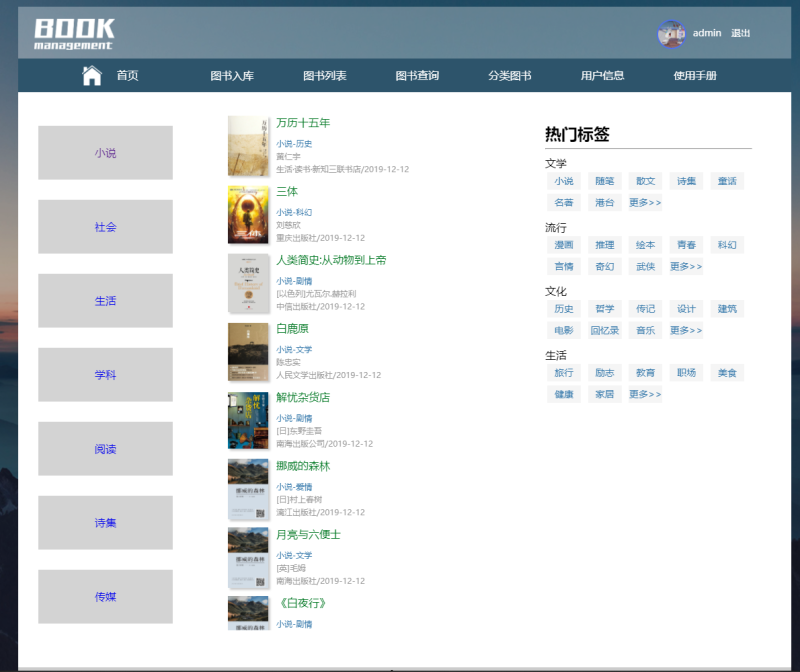 BOOK
management
admin 退出
首页 图书入库 图书列表 图书查询 分类图书 用户信息 使用手册
小说
社会
生活
学科
阅读
诗集
传媒
万历十五年
小说-历史
黄仁宇
生活·读书·新知三联书店/2019-12-12
三体
小说-科幻
刘慈欣
重庆出版社/2019-12-12
人类简史:从动物到上帝
小说-剧情
[以色列]尤瓦尔.赫拉利
中信出版社/2019-12-12
白鹿原
小说-文学
陈忠实
人民文学出版社/2019-12-12
解忧杂货店
小说-剧情
[日]东野圭吾
南海出版公司/2019-12-12
挪威的森林
小说-爱情
[日]村上春树
漓江出版社/2019-12-12
月亮与六便士
小说-文学
[英]毛姆
南海出版社/2019-12-12
《白夜行》
小说-剧情
热门标签
文学
小说 随笔 散文 诗集 童话
名著 港台 更多>>
流行
漫画 推理 绘本 青春 科幻
言情 奇幻 武侠 更多>>
文化
历史 哲学 传记 设计 建筑
电影 回忆录 音乐 更多>>
生活
旅行 励志 教育 职场 美食
健康 家居 更多>>